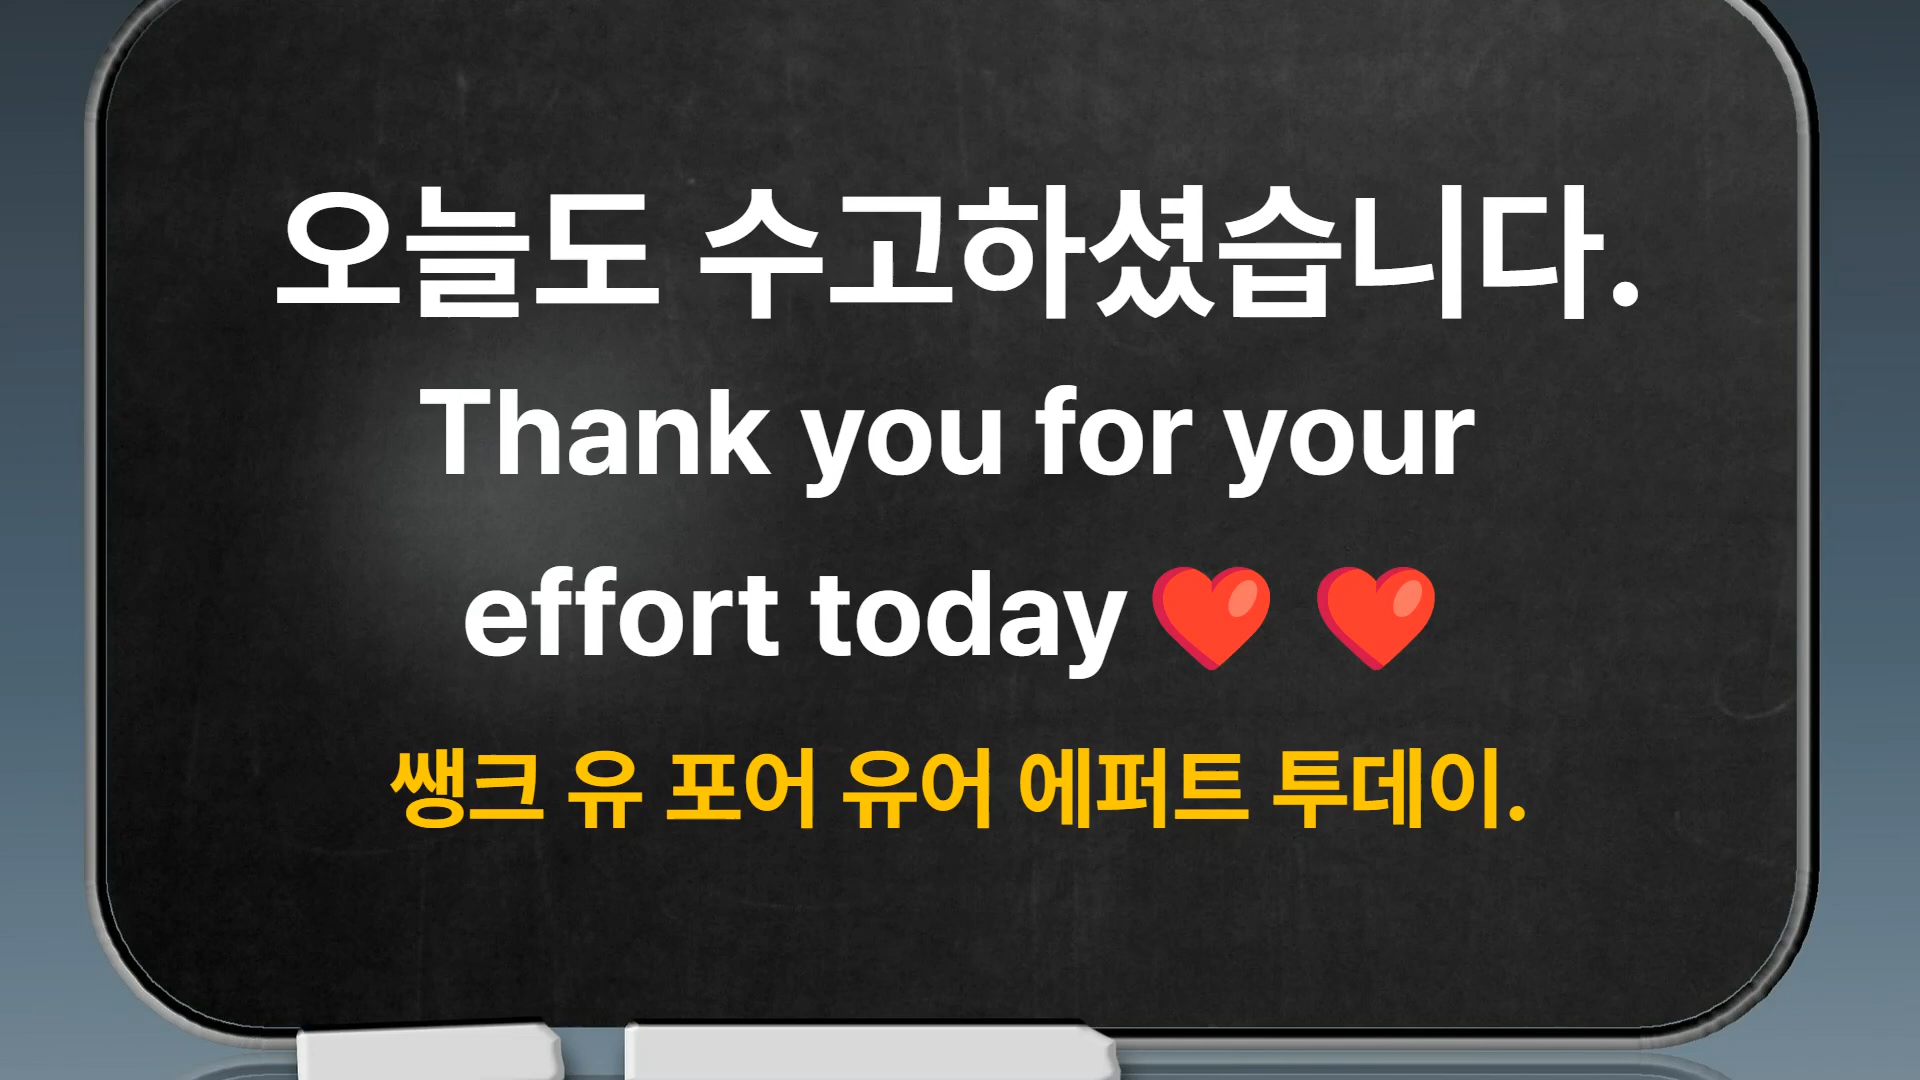 오늘도 수고하셨습니다.
Thank you for your
effort today❤️ ❤️
쌩크 유 포어 유어 에퍼트 투데이.